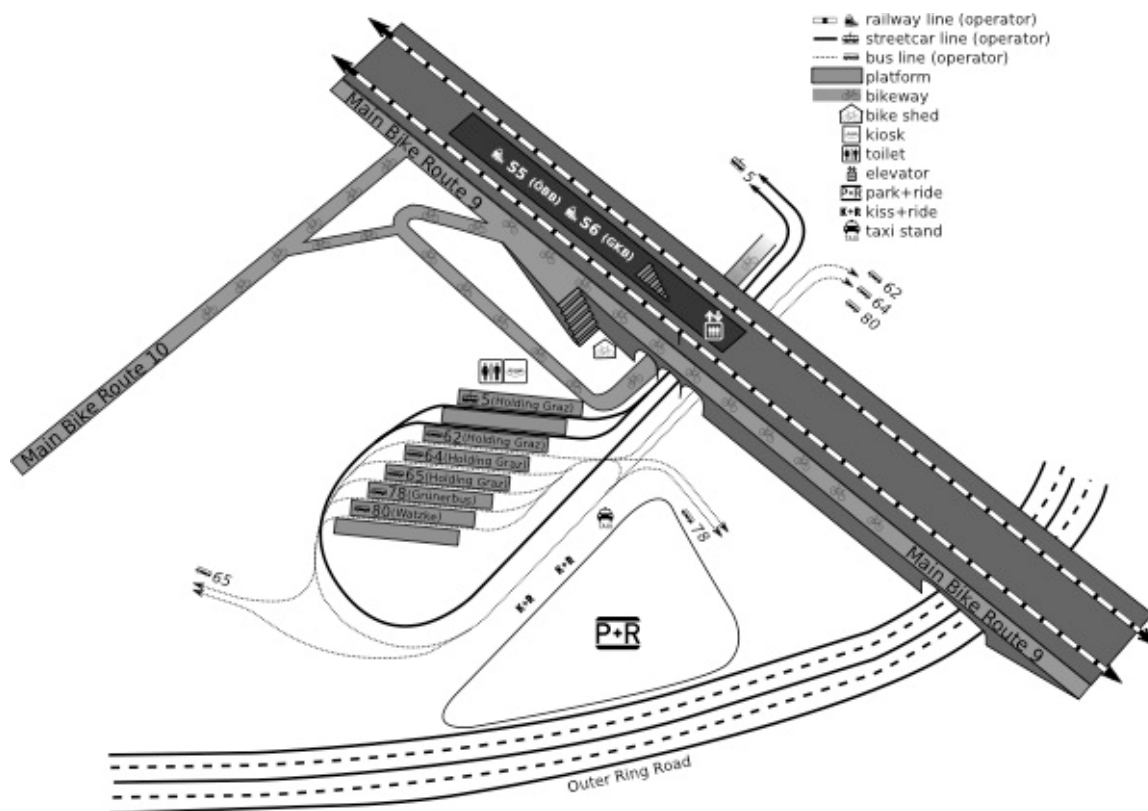 railway line (operator)
streetcar line (operator)
bus line (operator)
platform
bikeway
bike shed
kiosk
toilet
elevator
P+R park+ride
K+R kiss+ride
TAXI taxi stand
Main Bike Route 9
S5 (ÖBB) S6 (GKB)
5
62
64
80
Main Bike Route 10
5(Holding Graz)
62(Holding Graz)
64(Holding Graz)
65(Holding Graz)
78(Grünerbus)
80(Watzke)
TAXI
78
65
K+R
K+R
P+R
Main Bike Route 9
Outer Ring Road